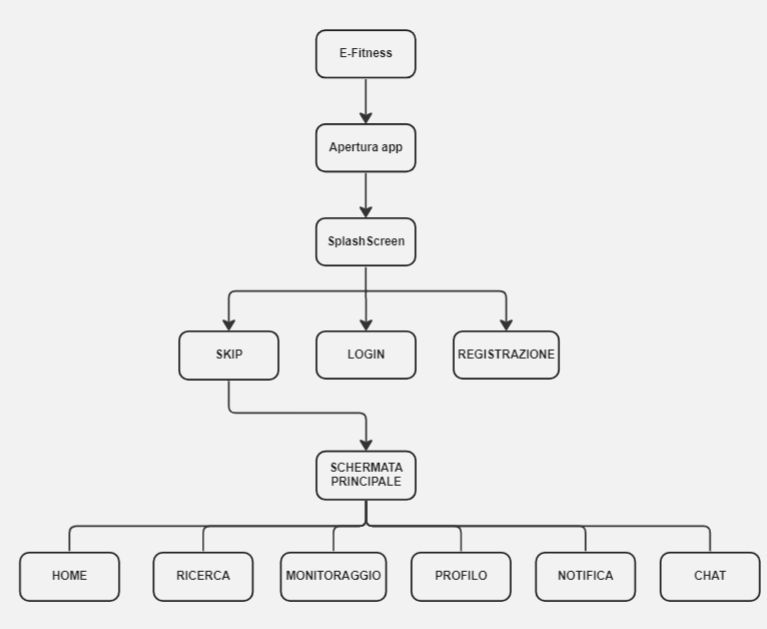 E-Fitness
Apertura app
SplashScreen
SKIP
LOGIN
REGISTRAZIONE
SCHERMATA
PRINCIPALE
HOME
RICERCA
MONITORAGGIO
PROFILO
NOTIFICA
CHAT